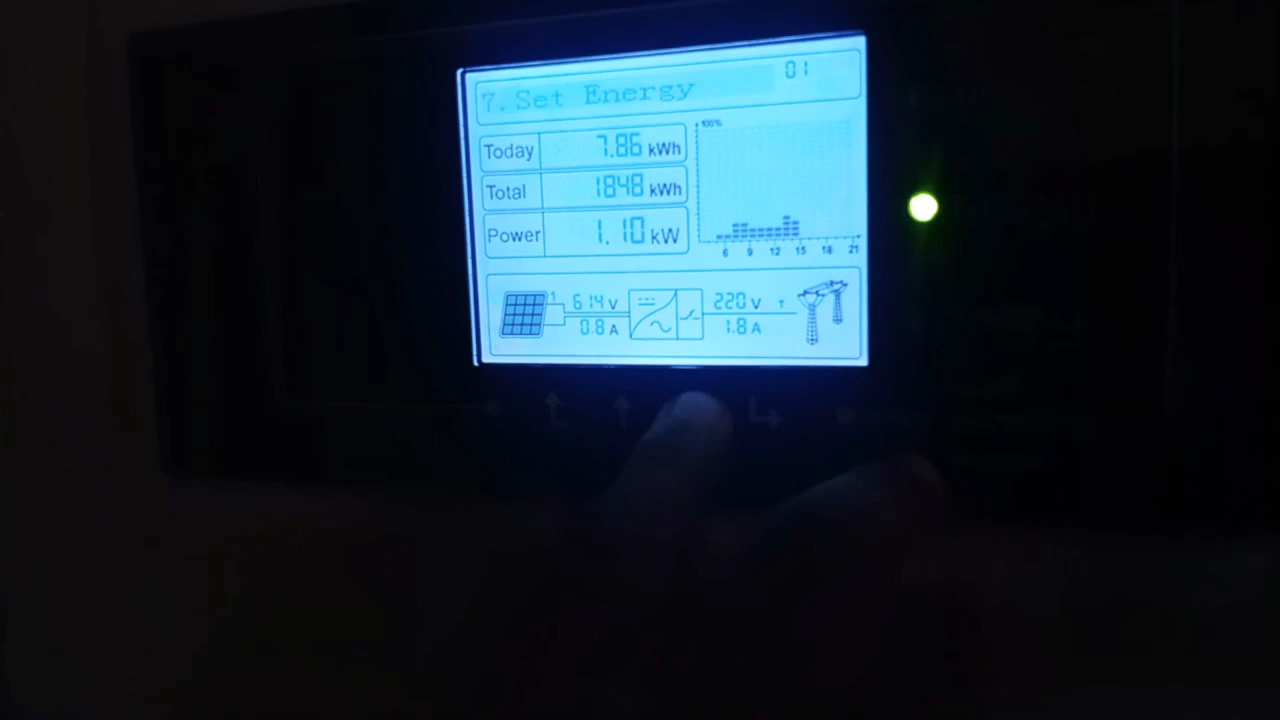 7.Set Energy 01
Today 7.86 kWh
Total 1848 kWh
Power 1.10 kW
100%
6 9 12 15 18 21
1 614 V 220 V T
0.8 A 1.8 A